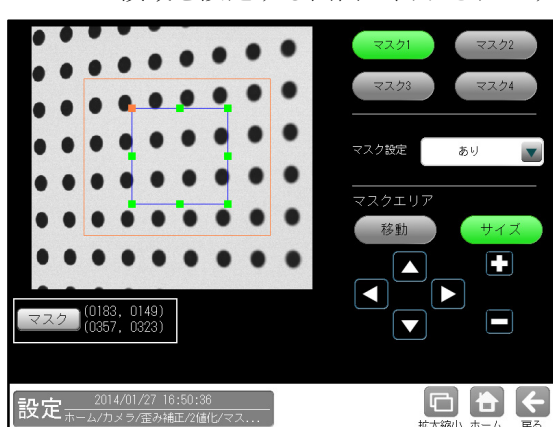 マスク1
マスク2
マスク3
マスク4
マスク設定
あり
マスクエリア
移動
サイズ
マスク
(0183, 0149)
(0357, 0323)
設定
2014/01/27 16:50:36
ホーム/カメラ/歪み補正/2値化/マス...
拡大縮小
ホーム
戻る